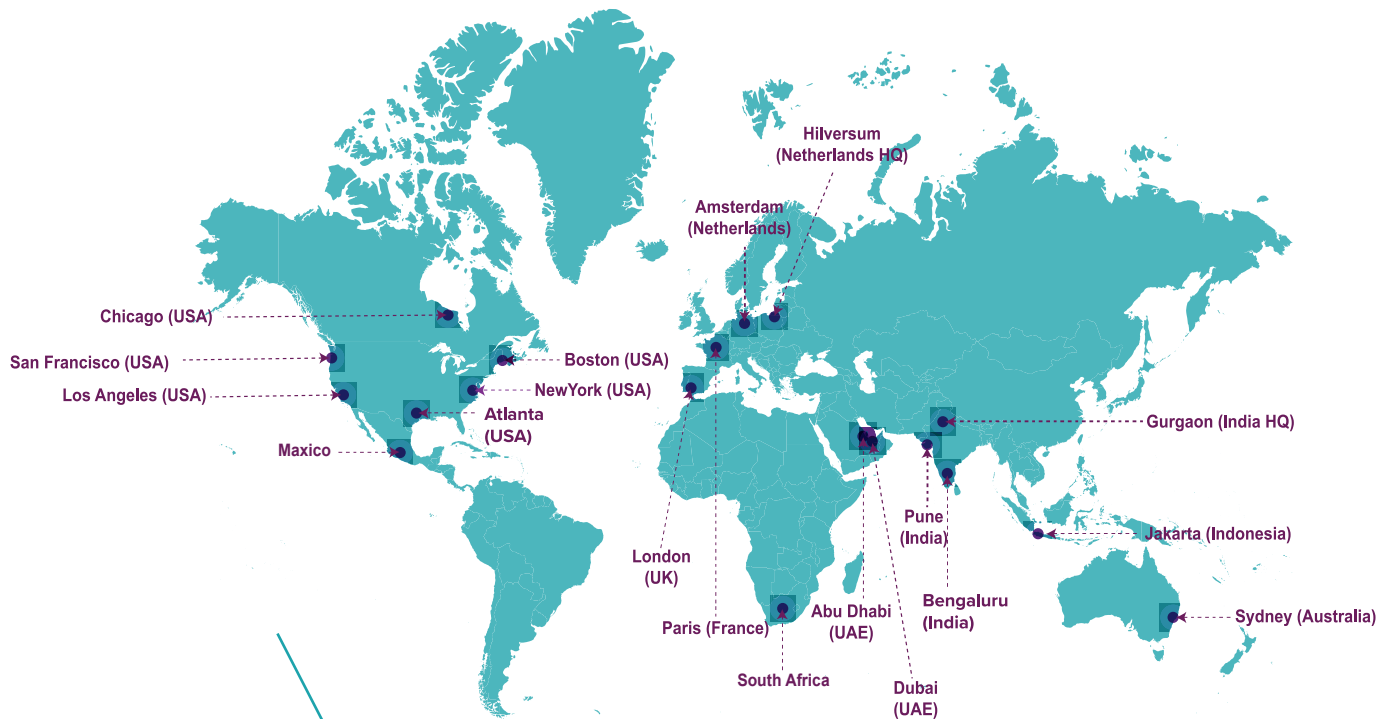 Hilversum
(Netherlands HQ)
Amsterdam
(Netherlands)
Chicago (USA)
San Francisco (USA)
Boston (USA)
Los Angeles (USA)
NewYork (USA)
Atlanta
(USA)
Gurgaon (India HQ)
Maxico
Pune
(India)
Jakarta (Indonesia)
London
(UK)
Bengaluru
(India)
Abu Dhabi
(UAE)
Sydney (Australia)
Paris (France)
South Africa
Dubai
(UAE)